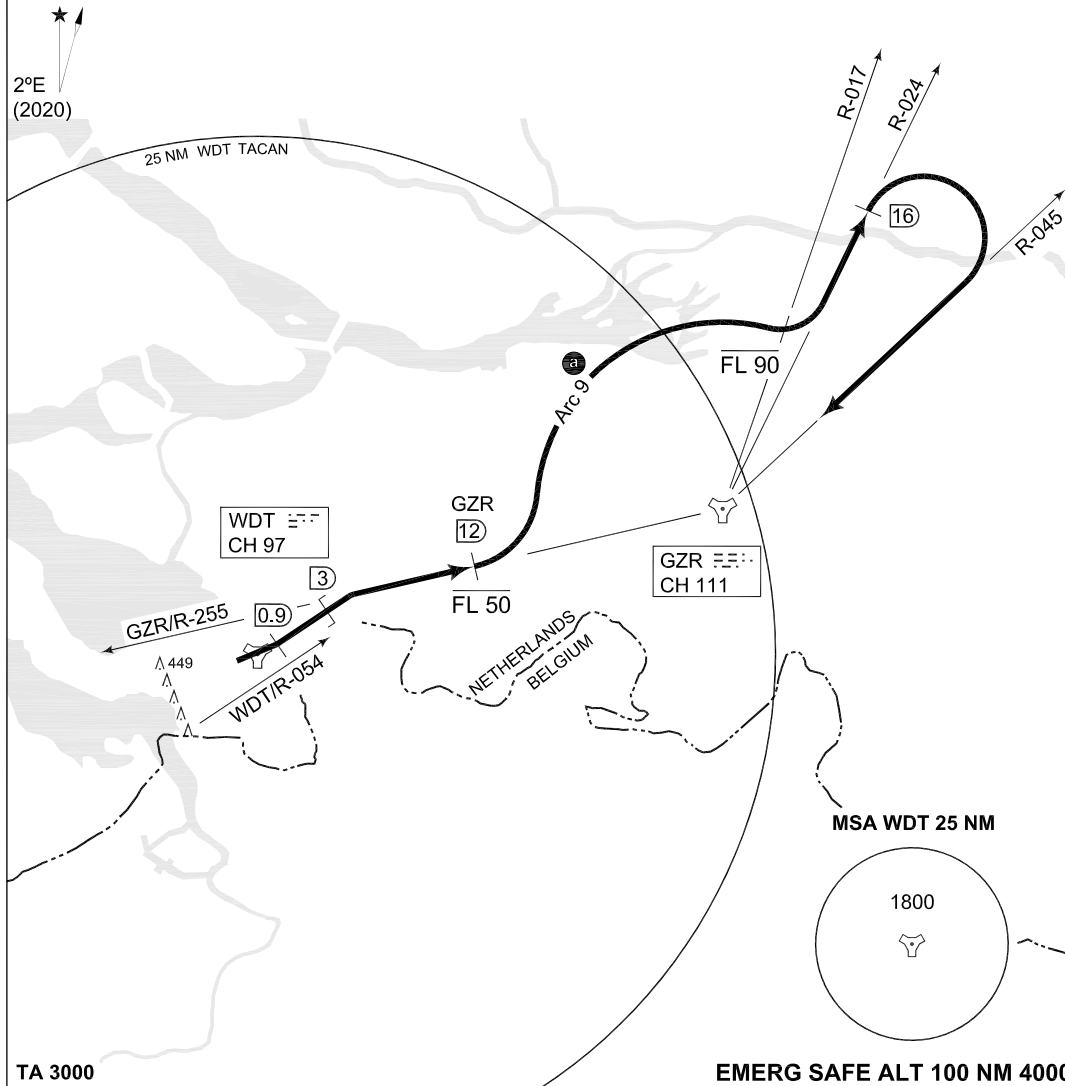 2ºE
(2020)
25 NM WDT TACAN
R-017
R-024
16
R-045
FL 90
a
Arc 9
GZR
12
FL 50
WDT
CH 97
GZR
CH 111
3
0.9
GZR/R-255
449
WDT/R-054
NETHERLANDS
BELGIUM
MSA WDT 25 NM
1800
TA 3000
EMERG SAFE ALT 100 NM 4000